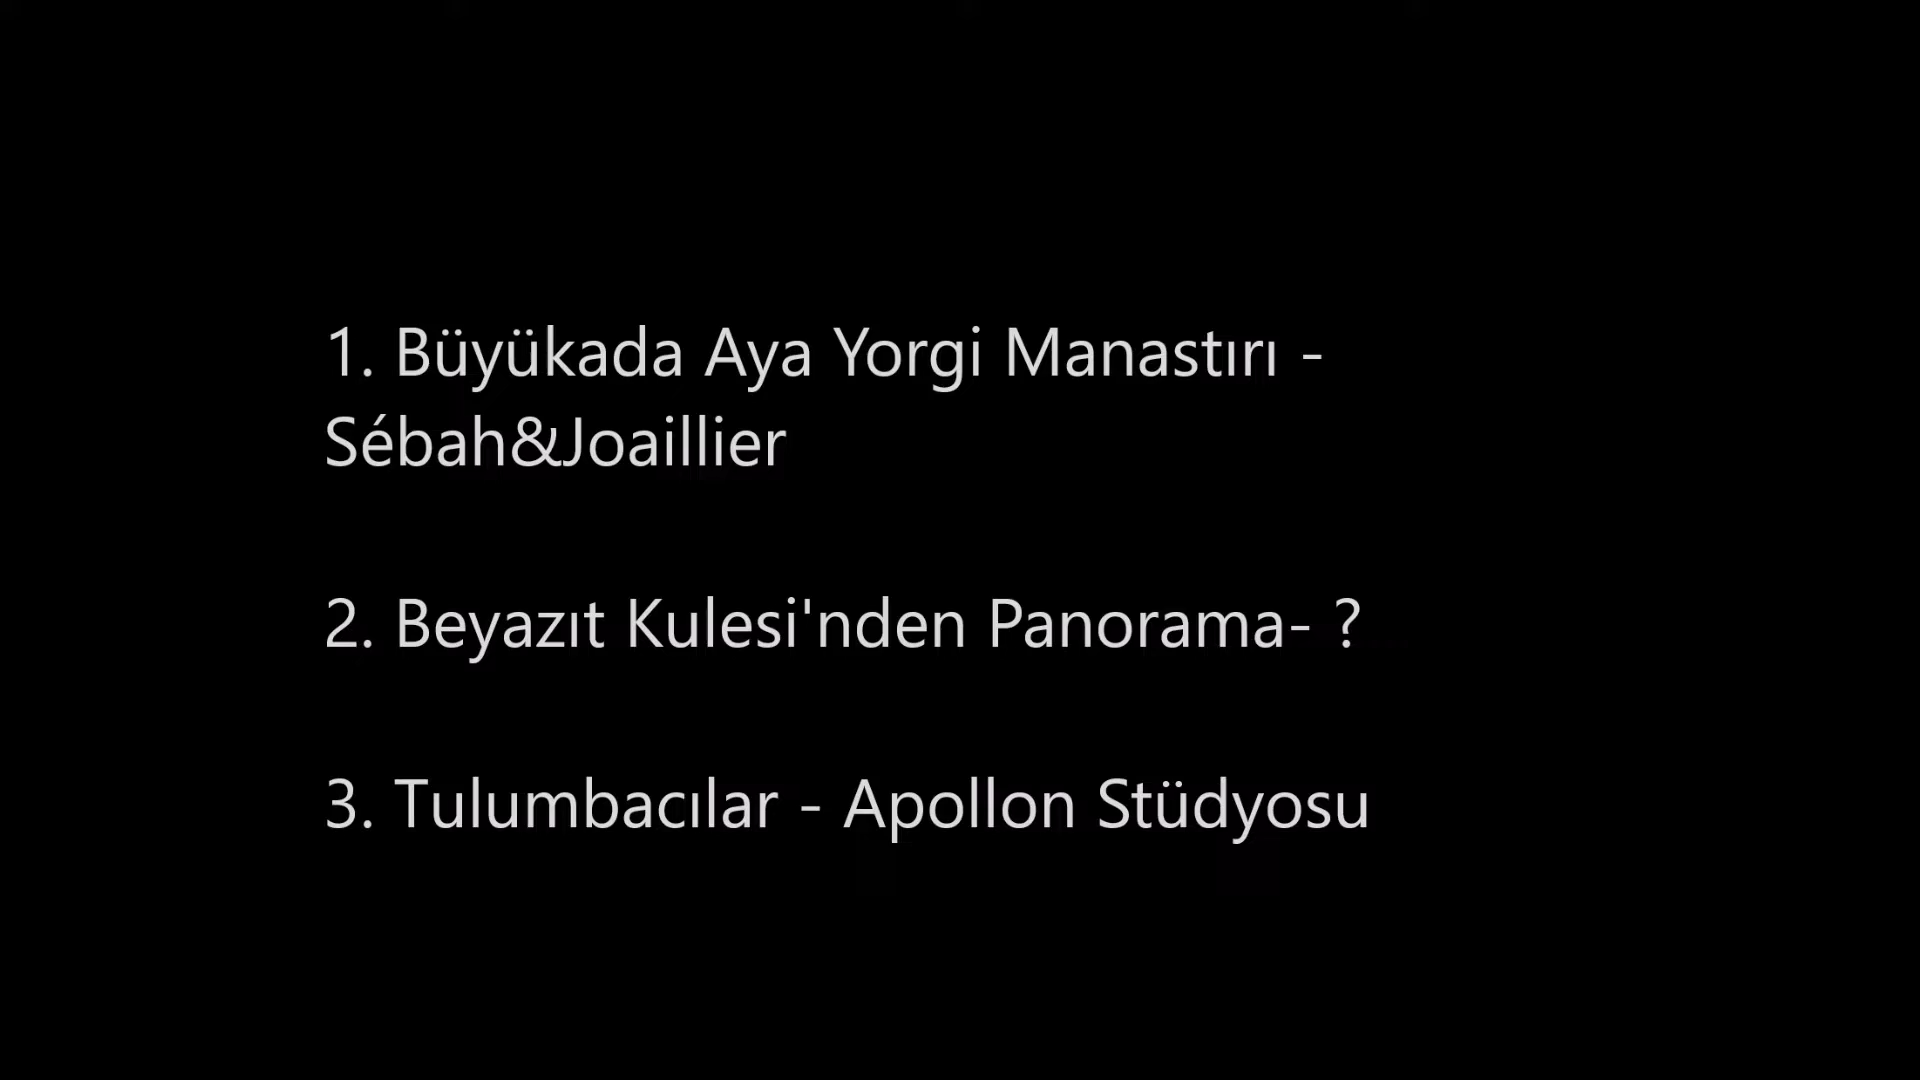 1. Büyükada Aya Yorgi Manastırı -
Sébah&Joaillier
2. Beyazıt Kulesi'nden Panorama- ?
3. Tulumbacılar - Apollon Stüdyosu